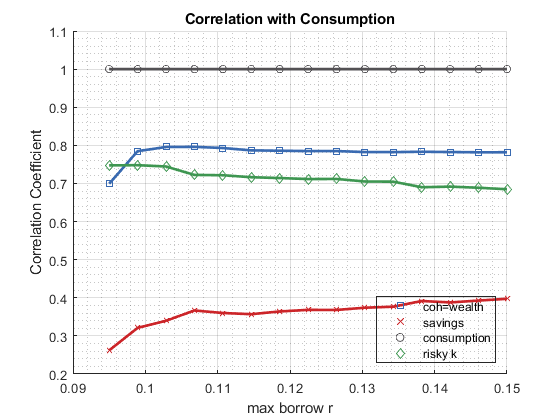 Correlation with Consumption
Correlation Coefficient
1.1
1
0.9
0.8
0.7
0.6
0.5
0.4
0.3
0.2
coh=wealth
savings
consumption
risky k
0.09
0.1
0.11
0.12
0.13
0.14
0.15
max borrow r